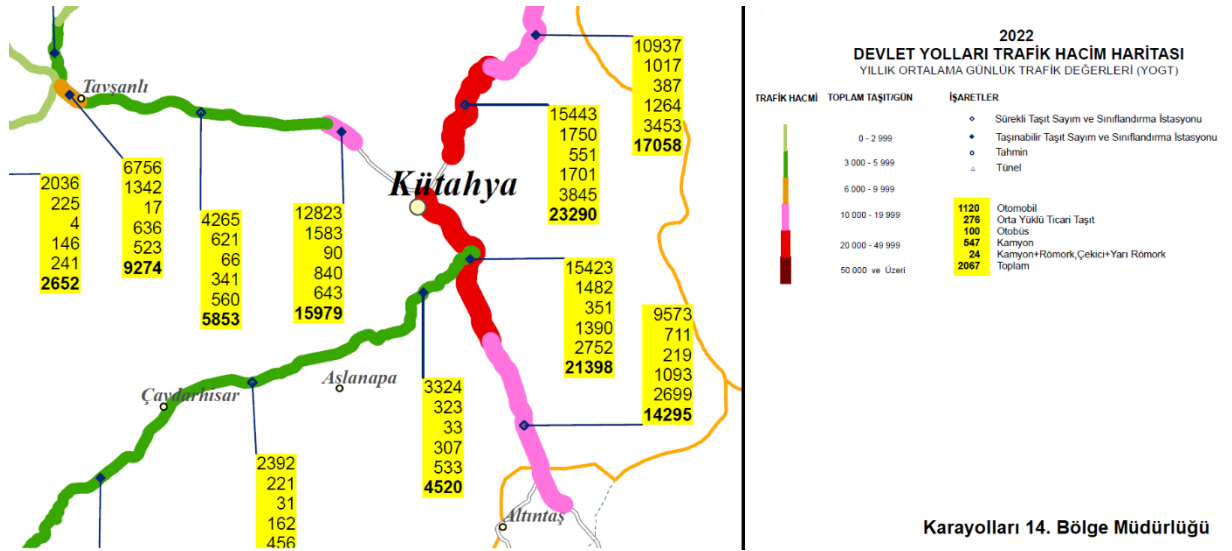 10937
1017
387
1264
3453
17058
Tavşanlı
15443
1750
551
1701
3845
23290
6756
1342
17
636
523
9274
2036
225
4
146
241
2652
Kütahya
4265
621
66
341
560
5853
12823
1583
90
840
643
15979
15423
1482
351
1390
2752
21398
9573
711
219
1093
2699
14295
Aslanapa
Çavdarhisar
3324
323
33
307
533
4520
2392
221
31
162
456
Altıntaş
2022
DEVLET YOLLARI TRAFİK HACİM HARİTASI
YILLIK ORTALAMA GÜNLÜK TRAFİK DEĞERLERİ (YOGT)
TRAFİK HACMİ TOPLAM TAŞIT/GÜN
0 - 2 999
3 000 - 5 999
6 000 - 9 999
10 000 - 19 999
20 000 - 49 999
50 000 ve Üzeri
İŞARETLER
Sürekli Taşıt Sayım ve Sınıflandırma İstasyonu
Taşınabilir Taşıt Sayım ve Sınıflandırma İstasyonu
Tahmin
Tünel
1120 Otomobil
276 Orta Yüklü Ticari Taşıt
100 Otobüs
547 Kamyon
24 Kamyon+Römork,Çekici+Yarı Römork
2067 Toplam
Karayolları 14. Bölge Müdürlüğü